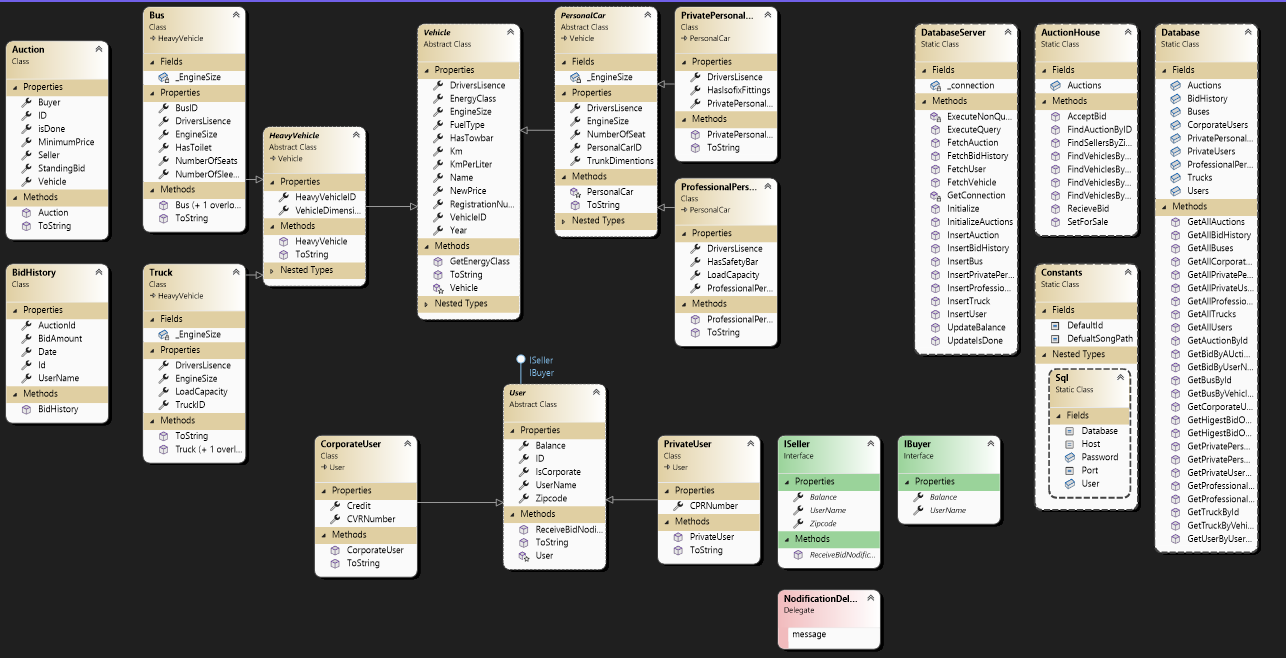 Auction
Class
Properties
Buyer
ID
isDone
MinimumPrice
Seller
StandingBid
Vehicle
Methods
Auction
ToString
BidHistory
Class
Properties
AuctionId
BidAmount
Date
Id
UserName
Methods
BidHistory
Bus
Class
HeavyVehicle
Fields
_EngineSize
Properties
BusID
DriversLisence
EngineSize
HasToilet
NumberOfSeats
NumberOfSlee...
Methods
Bus (+ 1 overlo...
ToString
Truck
Class
HeavyVehicle
Fields
_EngineSize
Properties
DriversLisence
EngineSize
LoadCapacity
TruckID
Methods
ToString
Truck (+ 1 overl...
HeavyVehicle
Abstract Class
Vehicle
Properties
HeavyVehicleID
VehicleDimensi...
Methods
HeavyVehicle
ToString
Nested Types
Vehicle
Abstract Class
Properties
DriversLisence
EnergyClass
EngineSize
FuelType
HasTowbar
Km
KmPerLiter
Name
NewPrice
RegistrationNu...
VehicleID
Year
Methods
GetEnergyClass
ToString
Vehicle
Nested Types
PersonalCar
Abstract Class
Vehicle
Fields
_EngineSize
Properties
DriversLisence
EngineSize
NumberOfSeat
PersonalCarID
TrunkDimentions
Methods
PersonalCar
ToString
Nested Types
PrivatePersonal...
Class
PersonalCar
Properties
DriversLisence
HasIsofixFittings
PrivatePersonal...
Methods
PrivatePersonal...
ToString
ProfessionalPers...
Class
PersonalCar
Properties
DriversLisence
HasSafetyBar
LoadCapacity
ProfessionalPer...
Methods
ProfessionalPer...
ToString
CorporateUser
Class
User
Properties
Credit
CVRNumber
Methods
CorporateUser
ToString
ISeller
IBuyer
User
Abstract Class
Properties
Balance
ID
IsCorporate
UserName
Zipcode
Methods
ReceiveBidNodi...
ToString
User
PrivateUser
Class
User
Properties
CPRNumber
Methods
PrivateUser
ToString
ISeller
Interface
Properties
Balance
UserName
Zipcode
Methods
ReceiveBidNodific...
IBuyer
Interface
Properties
Balance
UserName
NodificationDel...
Delegate
message
DatabaseServer
Static Class
Fields
_connection
Methods
ExecuteNonQu...
ExecuteQuery
FetchAuction
FetchBidHistory
FetchUser
FetchVehicle
GetConnection
Initialize
InitializeAuctions
InsertAuction
InsertBidHistory
InsertBus
InsertPrivatePer...
InsertProfessio...
InsertTruck
InsertUser
UpdateBalance
UpdateIsDone
AuctionHouse
Static Class
Fields
Auctions
Methods
AcceptBid
FindAuctionByID
FindSellersByZi...
FindVehiclesBy...
FindVehiclesBy...
FindVehiclesBy...
FindVehiclesBy...
RecieveBid
SetForSale
Constants
Static Class
Fields
DefaultId
DefualtSongPath
Nested Types
Sql
Static Class
Fields
Database
Host
Password
Port
User
Database
Static Class
Fields
Auctions
BidHistory
Buses
CorporateUsers
PrivatePersonal...
PrivateUsers
ProfessionalPer...
Trucks
Users
Methods
GetAllAuctions
GetAllBidHistory
GetAllBuses
GetAllCorporat...
GetAllPrivatePe...
GetAllPrivateUs...
GetAllProfessio...
GetAllTrucks
GetAllUsers
GetAuctionById
GetBidByAUcti...
GetBidByUserN...
GetBusById
GetBusByVehicl...
GetCorporateU...
GetHigestBidO...
GetHigestBidO...
GetPrivatePers...
GetPrivatePers...
GetPrivateUser...
GetProfessional...
GetProfessional...
GetTruckById
GetTruckByVehi...
GetUserByUser...